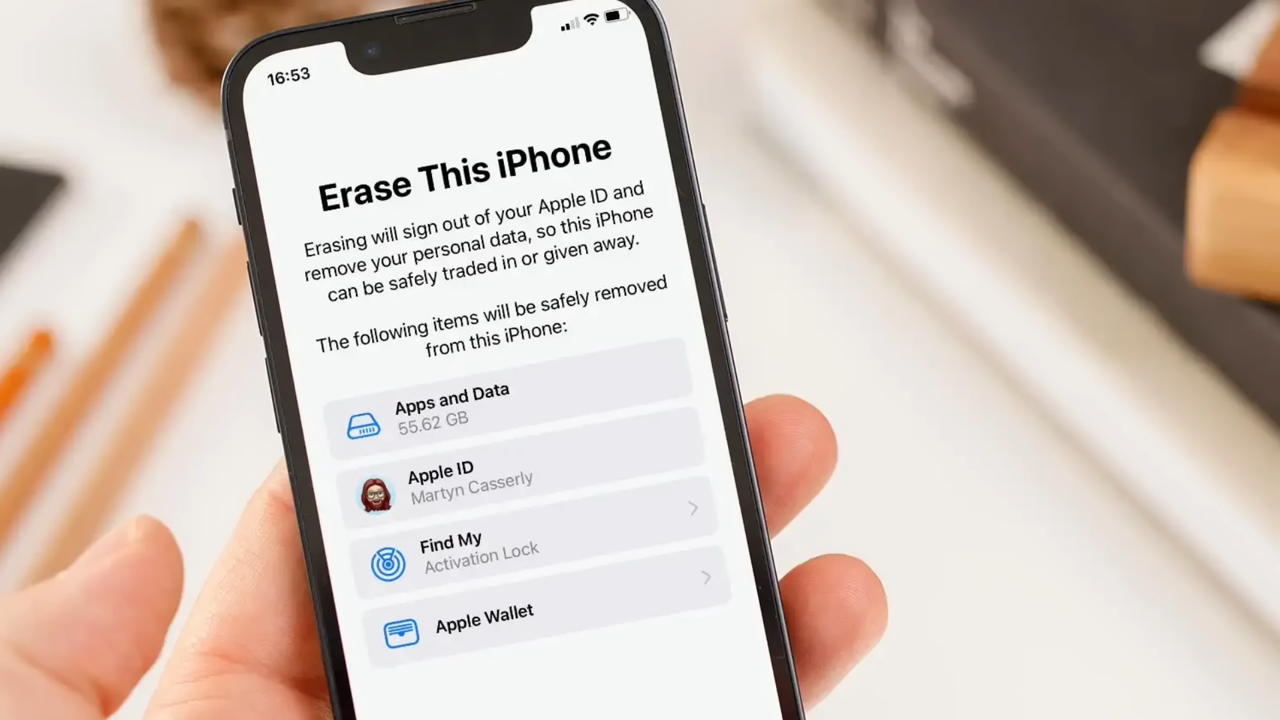 16:53
Erase This iPhone
Erasing will sign out of your Apple ID and
remove your personal data, so this iPhone
can be safely traded in or given away.
The following items will be safely removed
from this iPhone:
Apps and Data
55.62 GB
Apple ID
Martyn Casserly
Find My
Activation Lock
Apple Wallet